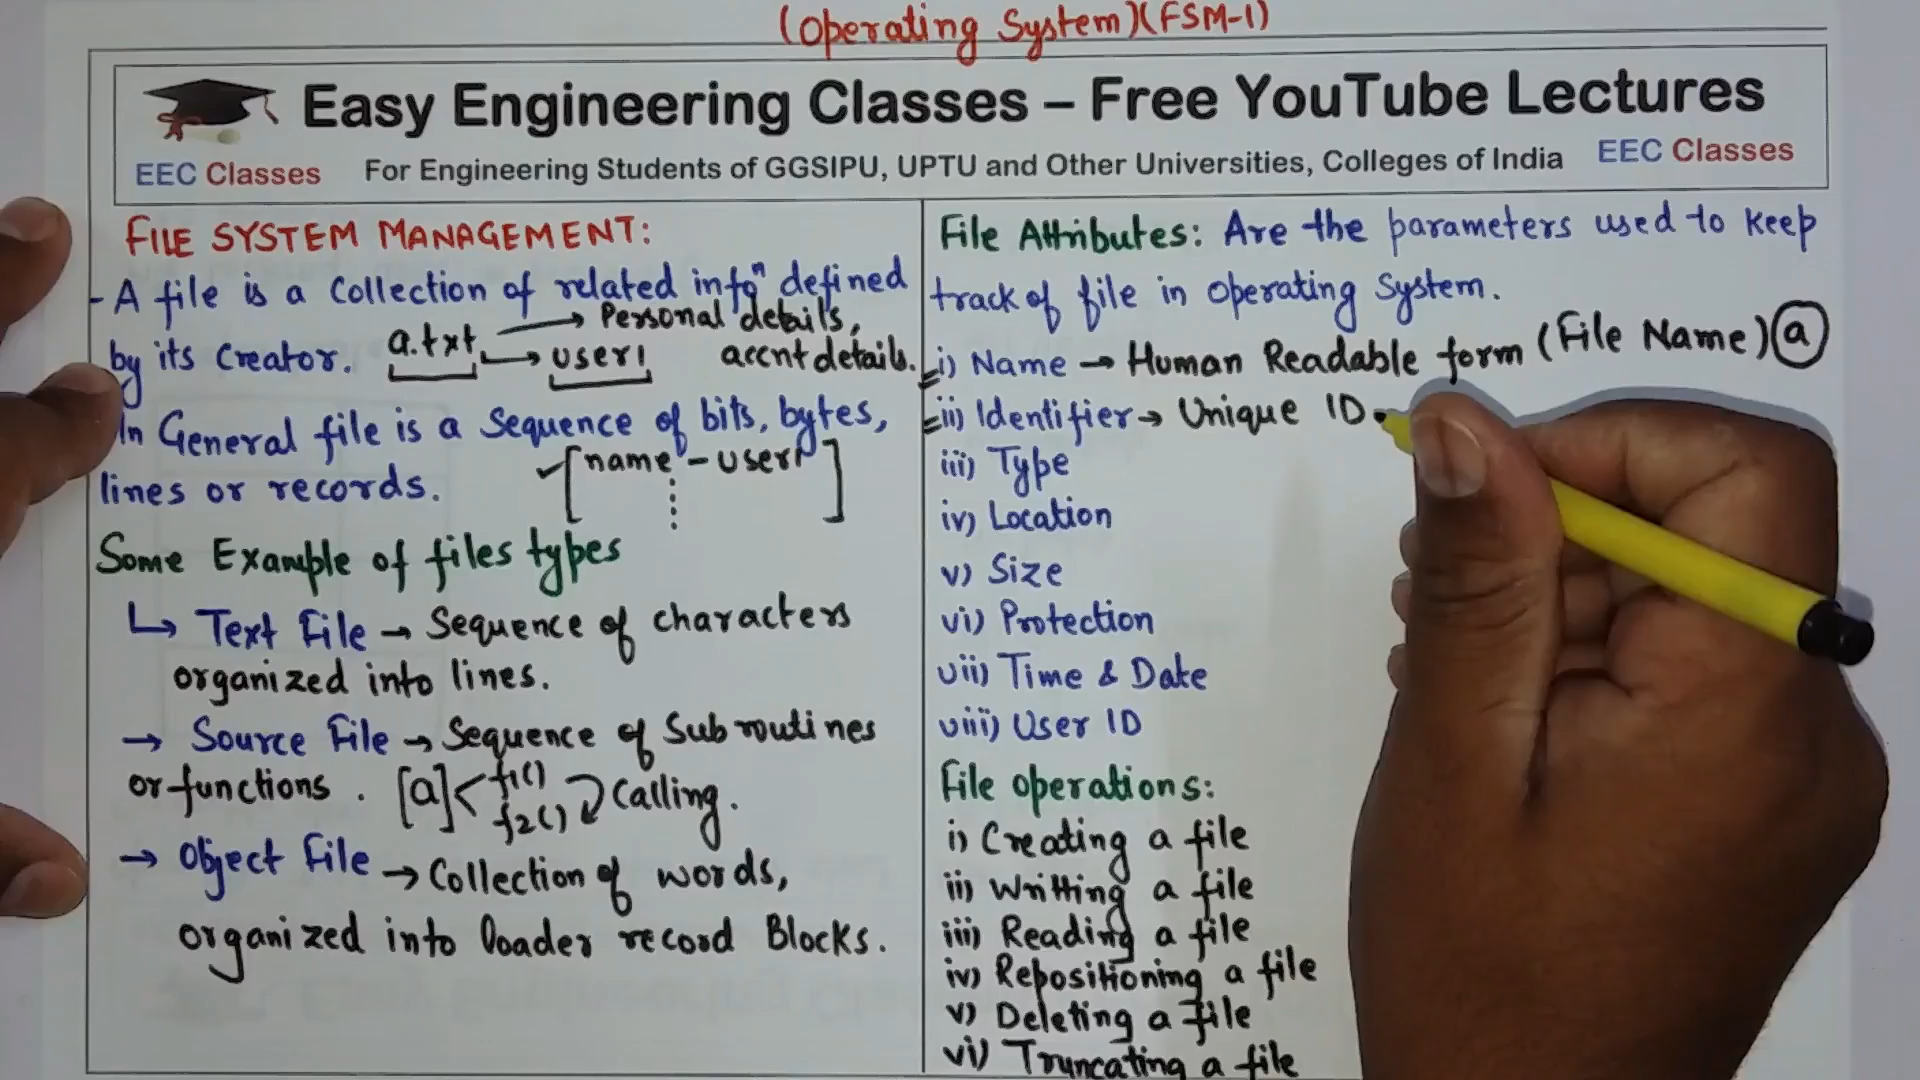 (Operating System)(FSM-1)
Easy Engineering Classes – Free YouTube Lectures
EEC Classes For Engineering Students of GGSIPU, UPTU and Other Universities, Colleges of India EEC Classes
FILE SYSTEM MANAGEMENT:
- A file is a Collection of related infoⁿ defined
by its Creator. a.txt → Personal details,
→ user1 accnt details.
In General file is a Sequence of bits, bytes,
lines or records. ✓[name - user1
⋮ ]
Some Example of files types
↳ Text File → Sequence of characters
organized into lines.
→ Source File → Sequence of Subroutines
or functions. [a] < f1()
f2() Calling.
→ Object File → Collection of words,
organized into loader record Blocks.
File Attributes: Are the parameters used to keep
track of file in operating System.
i) Name → Human Readable form (File Name) a
ii) Identifier → Unique ID.
iii) Type
iv) Location
v) Size
vi) Protection
vii) Time & Date
viii) User ID
File operations:
i) Creating a file
ii) Writting a file
iii) Reading a file
iv) Repositioning a file
v) Deleting a file
vi) Truncating a file